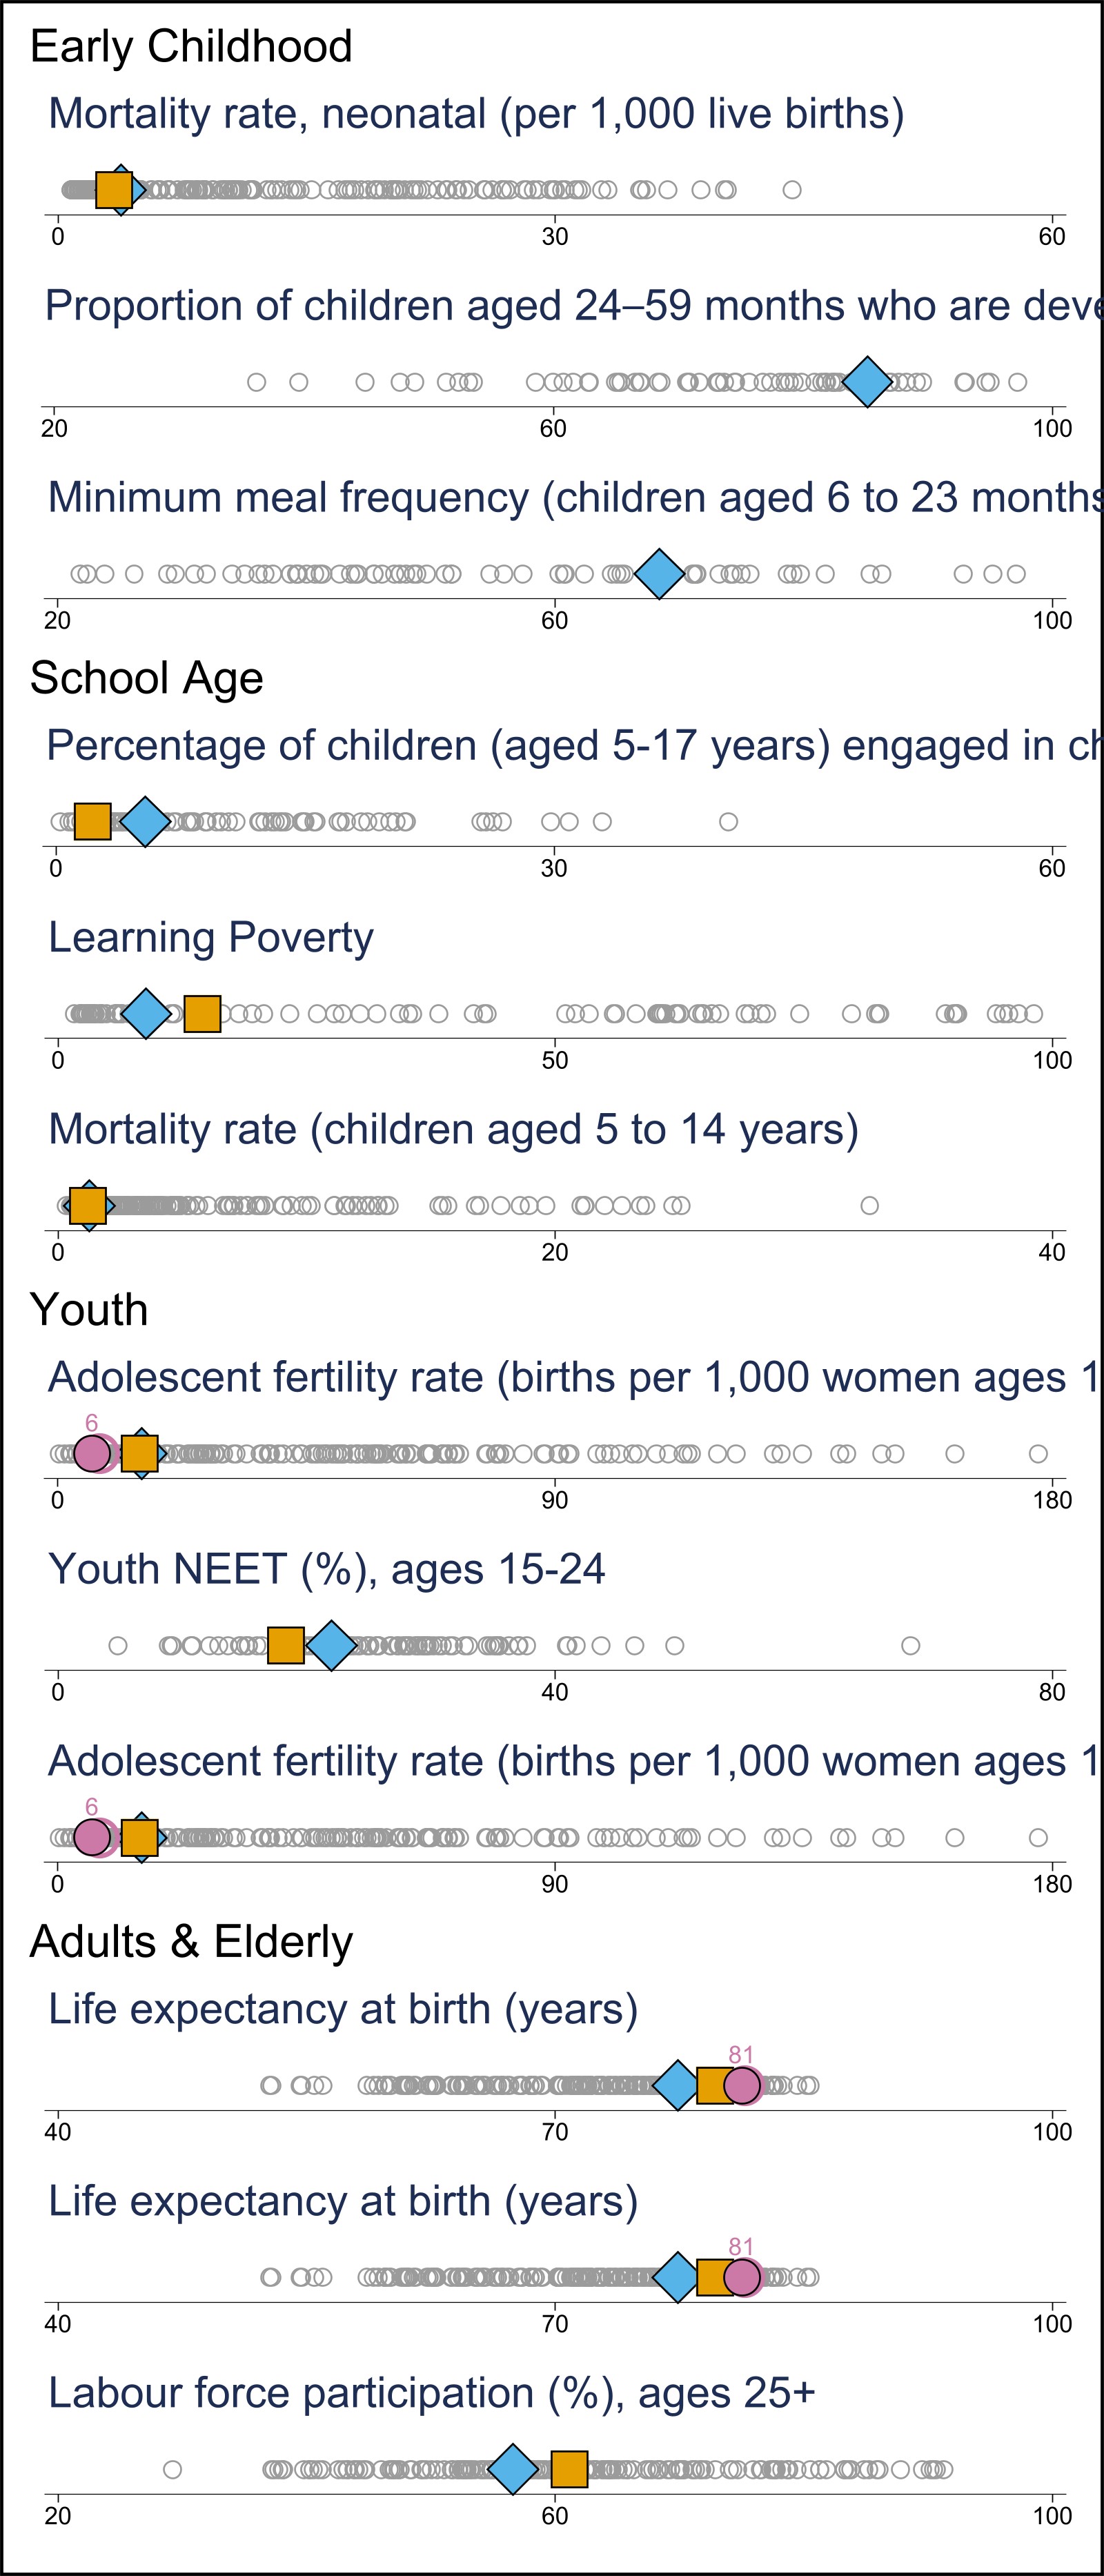 Early Childhood
Mortality rate, neonatal (per 1,000 live births)
0 30 60
Proportion of children aged 24–59 months who are deve
20 60 100
Minimum meal frequency (children aged 6 to 23 months
20 60 100
School Age
Percentage of children (aged 5-17 years) engaged in ch
0 30 60
Learning Poverty
0 50 100
Mortality rate (children aged 5 to 14 years)
0 20 40
Youth
Adolescent fertility rate (births per 1,000 women ages 1
6
0 90 180
Youth NEET (%), ages 15-24
0 40 80
Adolescent fertility rate (births per 1,000 women ages 1
6
0 90 180
Adults & Elderly
Life expectancy at birth (years)
81
40 70 100
Life expectancy at birth (years)
81
40 70 100
Labour force participation (%), ages 25+
20 60 100